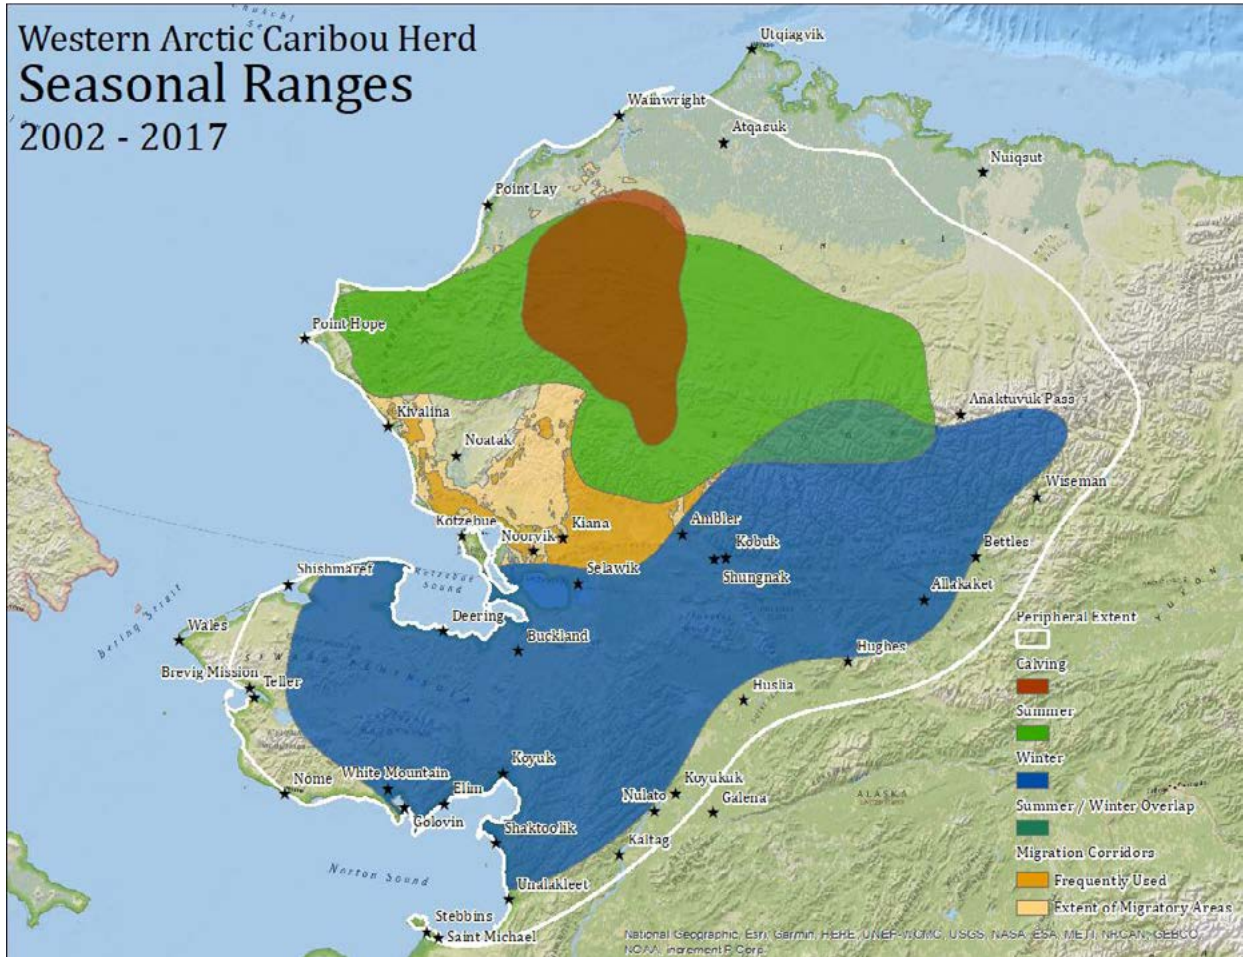 Western Arctic Caribou Herd
Seasonal Ranges
2002 - 2017
Utqiagvik
Wainwright
Atqasuk
Nuiqsut
Point Lay
Point Hope
Anaktuvuk Pass
Kivalina
Noatak
Wiseman
Kotzebue
Kiana
Ambler
Noorvik
Kobuk
Bettles
Shungnak
Selawik
Shishmaref
Kotzebue
Sound
Allakaket
Deering
Peripheral Extent
Wales
Bering Strait
Buckland
Hughes
Calving
Brevig Mission
Teller
Huslia
Summer
Winter
Koyuk
White Mountain
Nome
Elim
Koyukuk
Nulato
Galena
ALASKA
Golovin
Summer / Winter Overlap
Shaktoolik
Kaltag
Migration Corridors
Norton Sound
Frequently Used
Unalakleet
Extent of Migratory Areas
Stebbins
Saint Michael
National Geographic, Esri, Garmin, HERE, UNEP-WCMC, USGS, NASA, ESA, METI, NRCAN, GEBCO,
NOAA, increment P Corp.